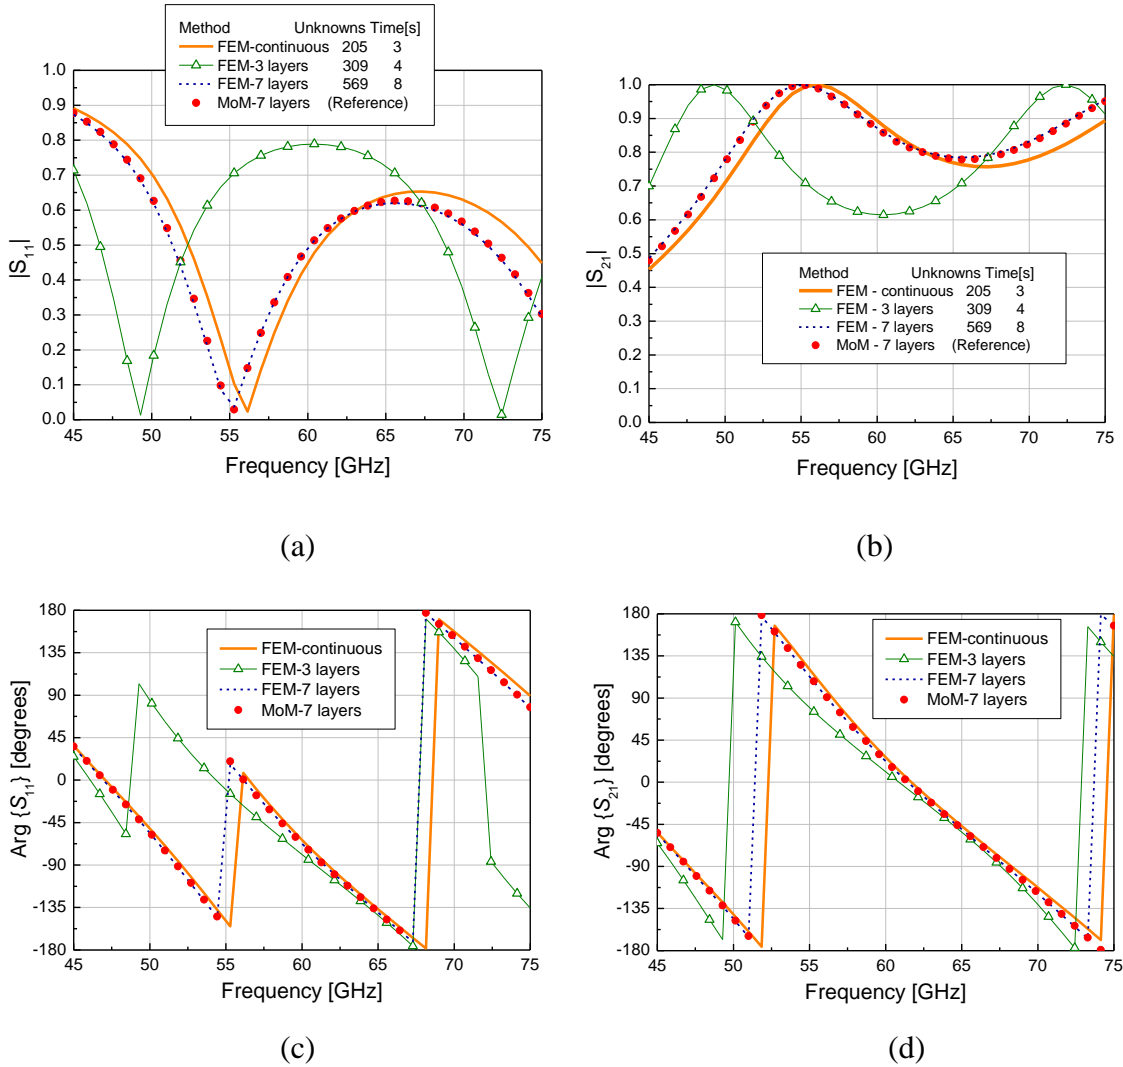 Method Unknowns Time[s]
FEM-continuous 205 3
FEM-3 layers 309 4
FEM-7 layers 569 8
MoM-7 layers (Reference)
1.0
0.9
0.8
0.7
0.6
0.5
0.4
0.3
0.2
0.1
0.0
|S11|
45 50 55 60 65 70 75
Frequency [GHz]
(a)
1.0
0.9
0.8
0.7
0.6
0.5
0.4
0.3
0.2
0.1
0.0
|S21|
Method Unknowns Time[s]
FEM - continuous 205 3
FEM - 3 layers 309 4
FEM - 7 layers 569 8
MoM - 7 layers (Reference)
45 50 55 60 65 70 75
Frequency [GHz]
(b)
180
135
90
45
0
-45
-90
-135
-180
Arg {S11} [degrees]
FEM-continuous
FEM-3 layers
FEM-7 layers
MoM-7 layers
45 50 55 60 65 70 75
Frequency [GHz]
(c)
180
135
90
45
0
-45
-90
-135
-180
Arg {S21} [degrees]
FEM-continuous
FEM-3 layers
FEM-7 layers
MoM-7 layers
45 50 55 60 65 70 75
Frequency [GHz]
(d)